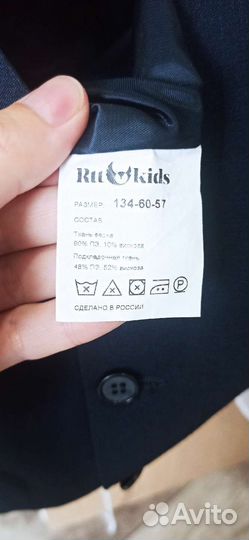 Rut kids
РАЗМЕР: 134-60-57
СОСТАВ:
Ткань верха
90% ПЭ, 10% вискоза
Подкладочная ткань
48% ПЭ, 52% вискоза
СДЕЛАНО В РОССИИ
Avito